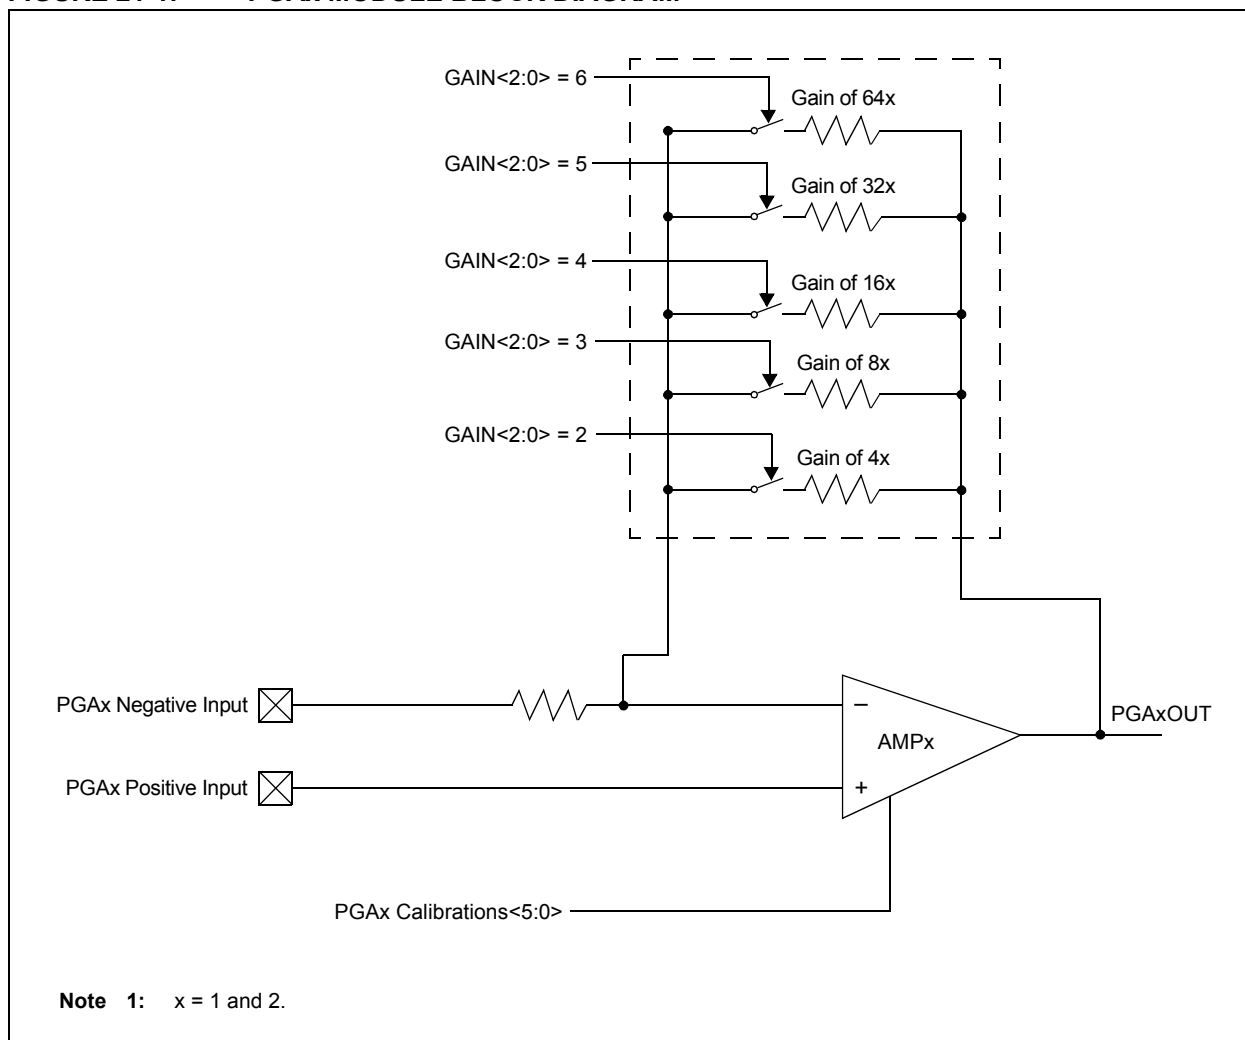 GAIN<2:0> = 6
Gain of 64x
GAIN<2:0> = 5
Gain of 32x
GAIN<2:0> = 4
Gain of 16x
GAIN<2:0> = 3
Gain of 8x
GAIN<2:0> = 2
Gain of 4x
PGAx Negative Input
–
PGAxOUT
AMPx
PGAx Positive Input
+
PGAx Calibrations<5:0>
Note 1: x = 1 and 2.